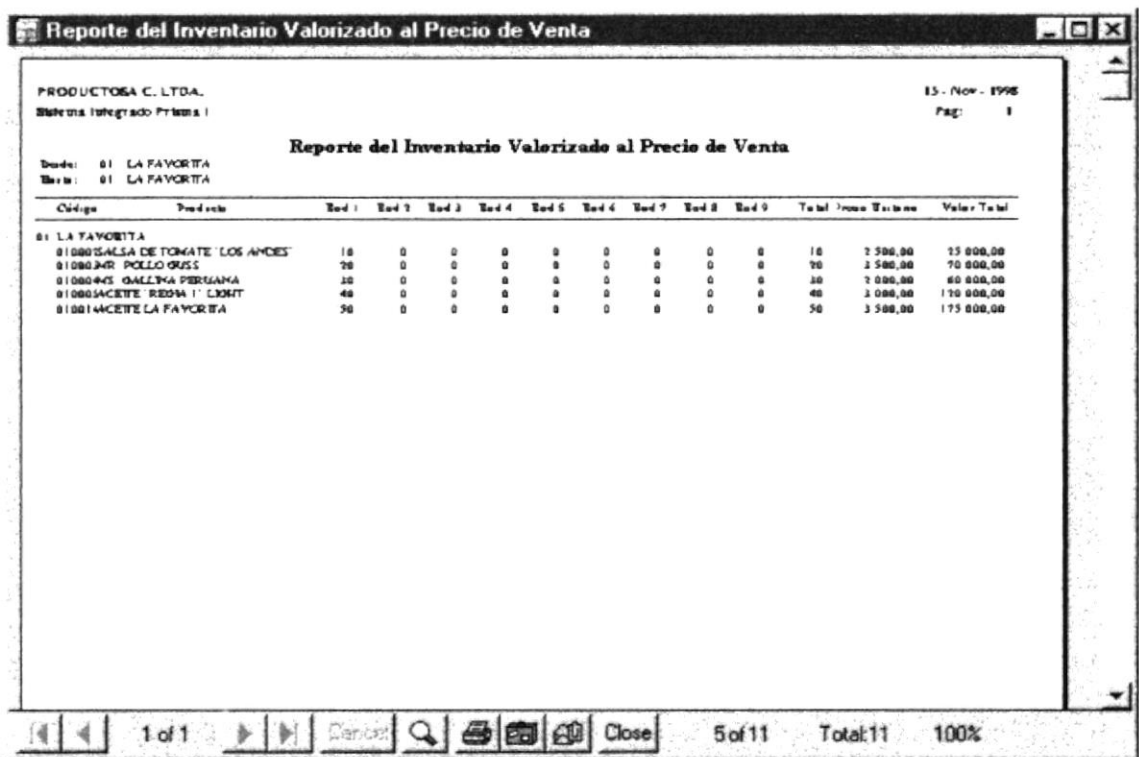 Reporte del Inventario Valorizado al Precio de Venta
PRODUCTOSA C. LTDA. 13 - Nov - 1998
Sistema Integrado Prisma I Pag: 1
Reporte del Inventario Valorizado al Precio de Venta
Desde: 01 LA FAVORITA
Hasta: 01 LA FAVORITA
Código Producto Bod 1 Bod 2 Bod 3 Bod 4 Bod 5 Bod 6 Bod 7 Bod 8 Bod 9 Total Valor Total
01 LA FAVORITA
SALSA DE TOMATE "LOS ANDES" 10 0 0 0 0 0 0 0 0 10 2 500,00 25 000,00
POLLO 20 0 0 0 0 0 0 0 0 20 3 500,00 70 000,00
GALLINA PERUANA 30 0 0 0 0 0 0 0 0 30 2 000,00 60 000,00
ACEITE LIGHT 40 0 0 0 0 0 0 0 0 40 3 000,00 120 000,00
ACEITE LA FAVORITA 50 0 0 0 0 0 0 0 0 50 3 500,00 175 000,00
1 of 1 Cancel Close 5 of 11 Total:11 100%